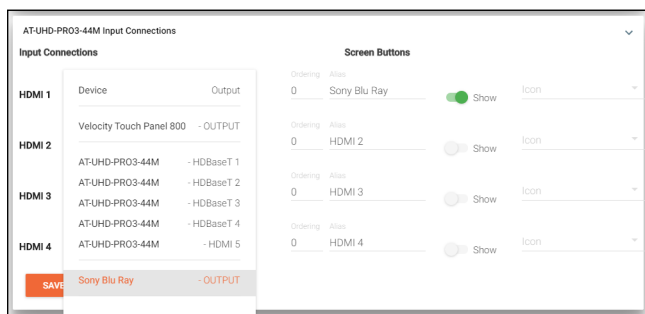 AT-UHD-PRO3-44M Input Connections
Input Connections
Screen Buttons
HDMI 1
HDMI 2
HDMI 3
HDMI 4
SAVE
Device Output
Velocity Touch Panel 800 - OUTPUT
AT-UHD-PRO3-44M - HDBaseT 1
AT-UHD-PRO3-44M - HDBaseT 2
AT-UHD-PRO3-44M - HDBaseT 3
AT-UHD-PRO3-44M - HDBaseT 4
AT-UHD-PRO3-44M - HDMI 5
Sony Blu Ray - OUTPUT
Ordering Alias
0 Sony Blu Ray Show Icon
Ordering Alias
0 HDMI 2 Show Icon
Ordering Alias
0 HDMI 3 Show Icon
Ordering Alias
0 HDMI 4 Show Icon